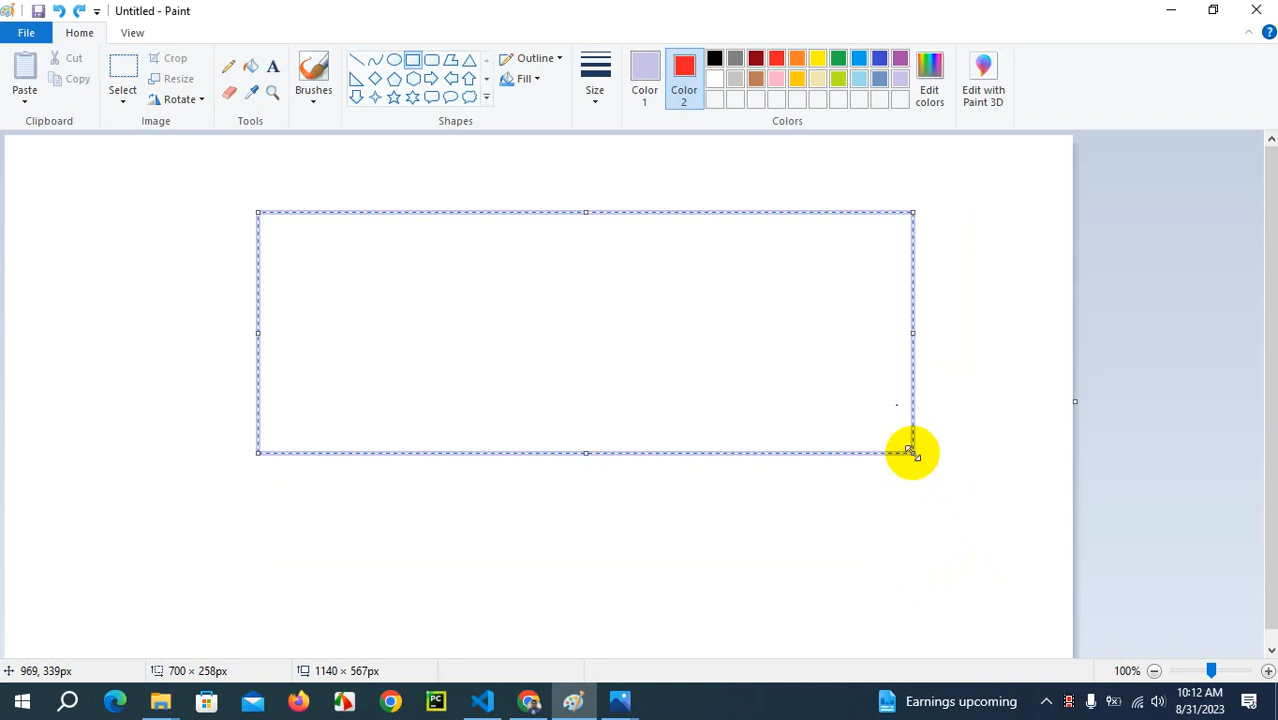 Untitled - Paint
File Home View
Paste
Cut
Copy
Clipboard
Select
Crop
Resize
Rotate
Image
A
Tools
Brushes
Shapes
Outline
Fill
Size
Color 1
Color 2
Colors
Edit colors
Edit with Paint 3D
969, 339px 700 × 258px 1140 × 567px 100%
PC Earnings upcoming
10:12 AM
8/31/2023